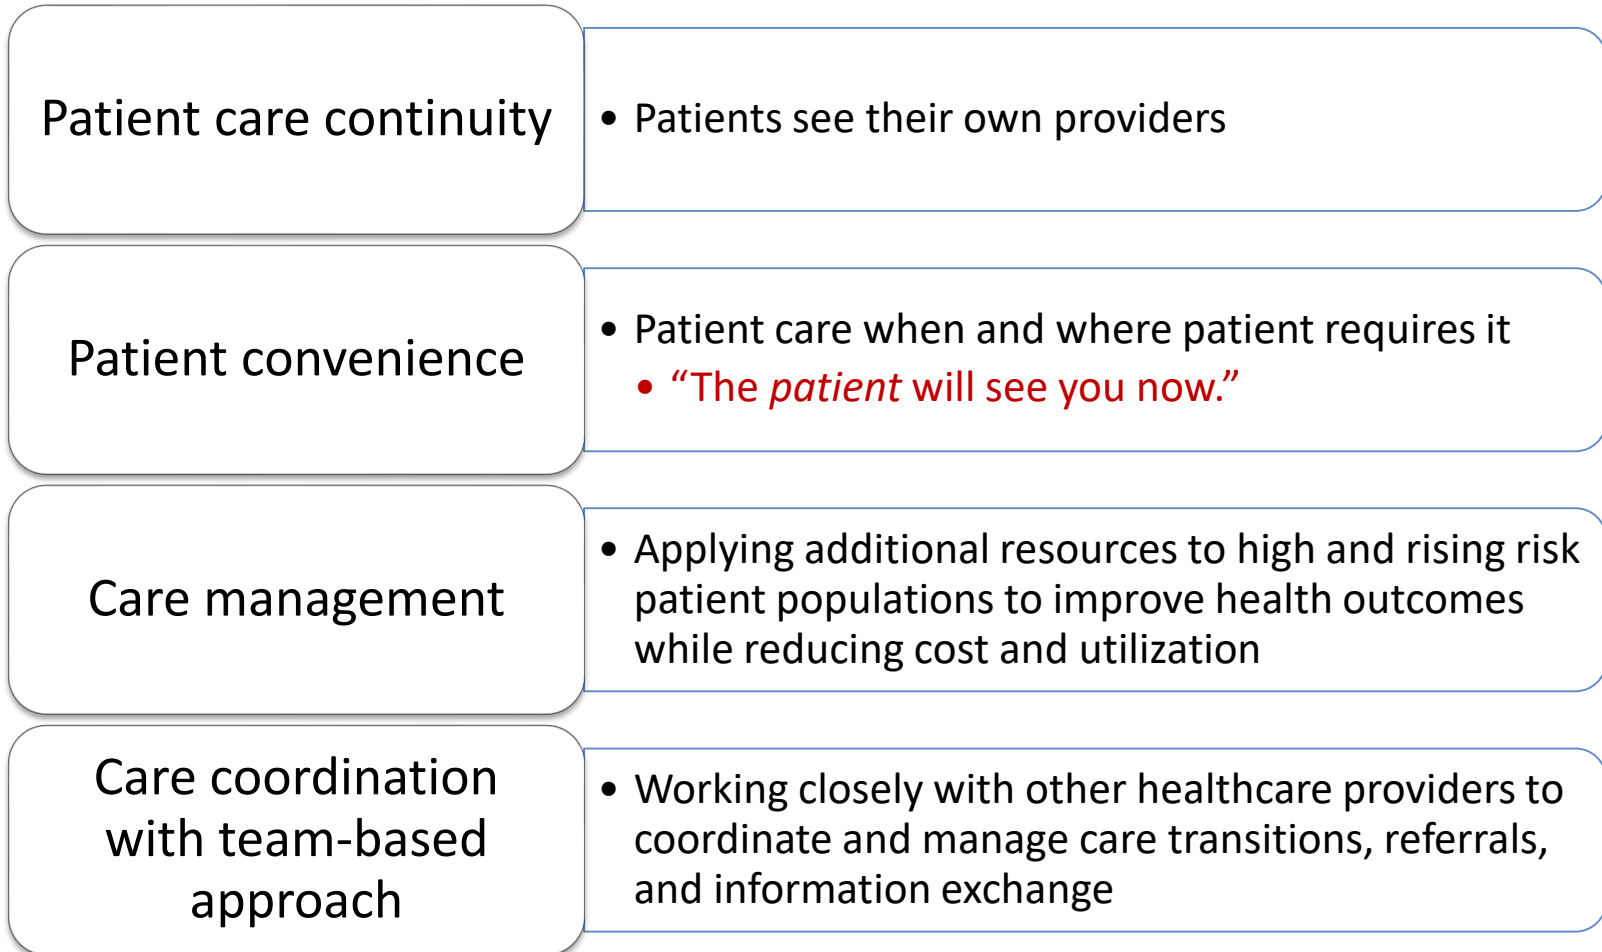 Patient care continuity
• Patients see their own providers
Patient convenience
• Patient care when and where patient requires it
• “The patient will see you now.”
Care management
• Applying additional resources to high and rising risk
patient populations to improve health outcomes
while reducing cost and utilization
Care coordination
with team-based
approach
• Working closely with other healthcare providers to
coordinate and manage care transitions, referrals,
and information exchange